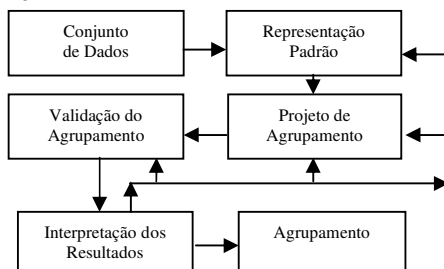 Conjunto
de Dados
Representação
Padrão
Validação do
Agrupamento
Projeto de
Agrupamento
Interpretação dos
Resultados
Agrupamento